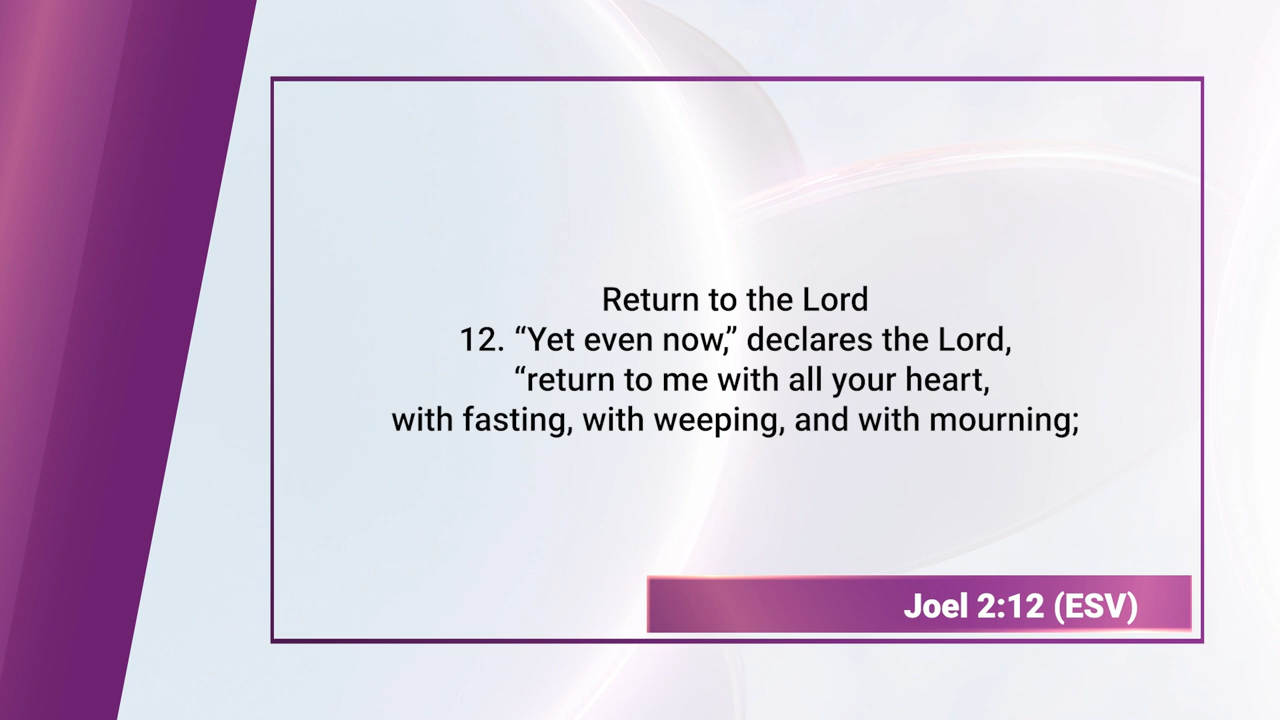 Return to the Lord
12. “Yet even now,” declares the Lord,
“return to me with all your heart,
with fasting, with weeping, and with mourning;
Joel 2:12 (ESV)